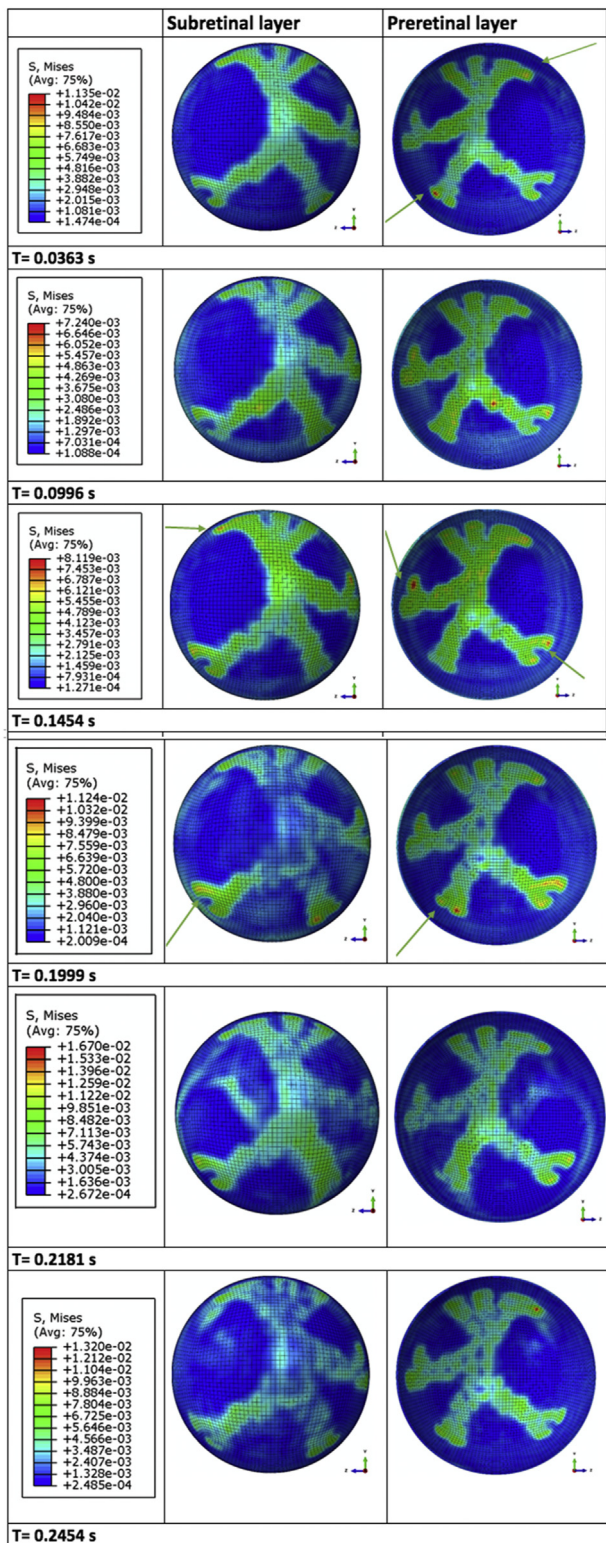 Subretinal layer
Preretinal layer
S, Mises
(Avg: 75%)
+1.135e-02
+1.042e-02
+9.484e-03
+8.550e-03
+7.617e-03
+6.683e-03
+5.749e-03
+4.816e-03
+3.882e-03
+2.948e-03
+2.015e-03
+1.081e-03
+1.474e-04
Y
Z
Y
Z
T= 0.0363 s
S, Mises
(Avg: 75%)
+7.240e-03
+6.646e-03
+6.052e-03
+5.457e-03
+4.863e-03
+4.269e-03
+3.675e-03
+3.080e-03
+2.486e-03
+1.892e-03
+1.297e-03
+7.031e-04
+1.088e-04
Y
Z
Y
Z
T= 0.0996 s
S, Mises
(Avg: 75%)
+8.119e-03
+7.453e-03
+6.787e-03
+6.121e-03
+5.455e-03
+4.789e-03
+4.123e-03
+3.457e-03
+2.791e-03
+2.125e-03
+1.459e-03
+7.931e-04
+1.271e-04
Y
Z
Y
Z
T= 0.1454 s
S, Mises
(Avg: 75%)
+1.124e-02
+1.032e-02
+9.399e-03
+8.479e-03
+7.559e-03
+6.639e-03
+5.720e-03
+4.800e-03
+3.880e-03
+2.960e-03
+2.040e-03
+1.121e-03
+2.009e-04
Y
Z
Y
Z
T= 0.1999 s
S, Mises
(Avg: 75%)
+1.670e-02
+1.533e-02
+1.396e-02
+1.259e-02
+1.122e-02
+9.851e-03
+8.482e-03
+7.113e-03
+5.743e-03
+4.374e-03
+3.005e-03
+1.636e-03
+2.672e-04
Y
Z
Y
Z
T= 0.2181 s
S, Mises
(Avg: 75%)
+1.320e-02
+1.212e-02
+1.104e-02
+9.963e-03
+8.884e-03
+7.804e-03
+6.725e-03
+5.646e-03
+4.566e-03
+3.487e-03
+2.407e-03
+1.328e-03
+2.485e-04
Y
Z
Y
Z
T= 0.2454 s